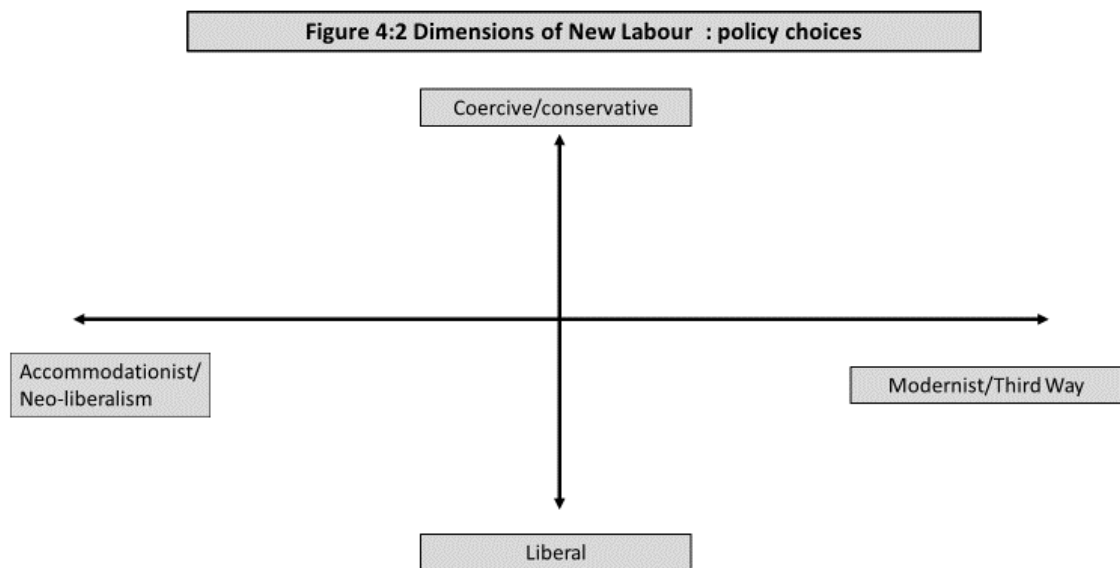 Figure 4:2 Dimensions of New Labour : policy choices
Coercive/conservative
Accommodationist/
Neo-liberalism
Modernist/Third Way
Liberal